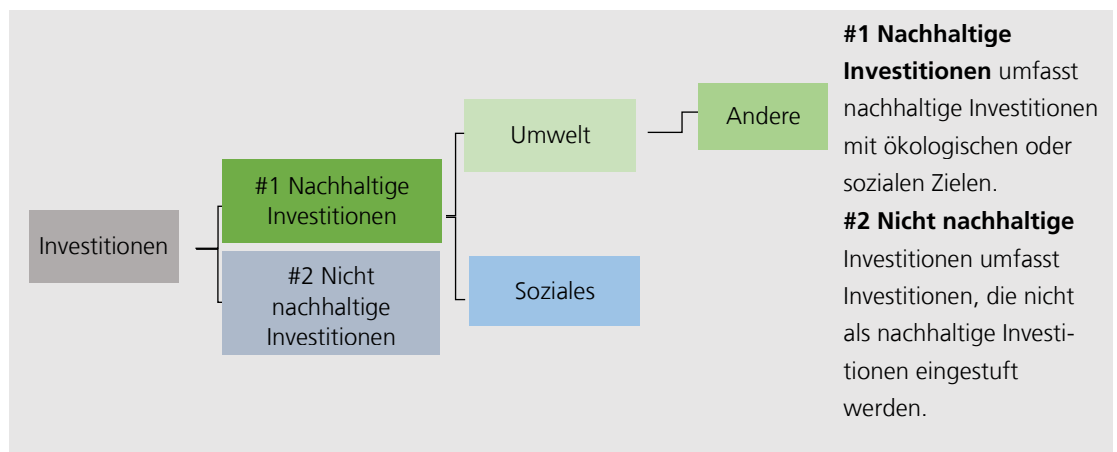 Investitionen
#1 Nachhaltige
Investitionen
#2 Nicht
nachhaltige
Investitionen
Umwelt
Soziales
Andere
#1 Nachhaltige
Investitionen umfasst
nachhaltige Investitionen
mit ökologischen oder
sozialen Zielen.
#2 Nicht nachhaltige
Investitionen umfasst
Investitionen, die nicht
als nachhaltige Investi-
tionen eingestuft
werden.